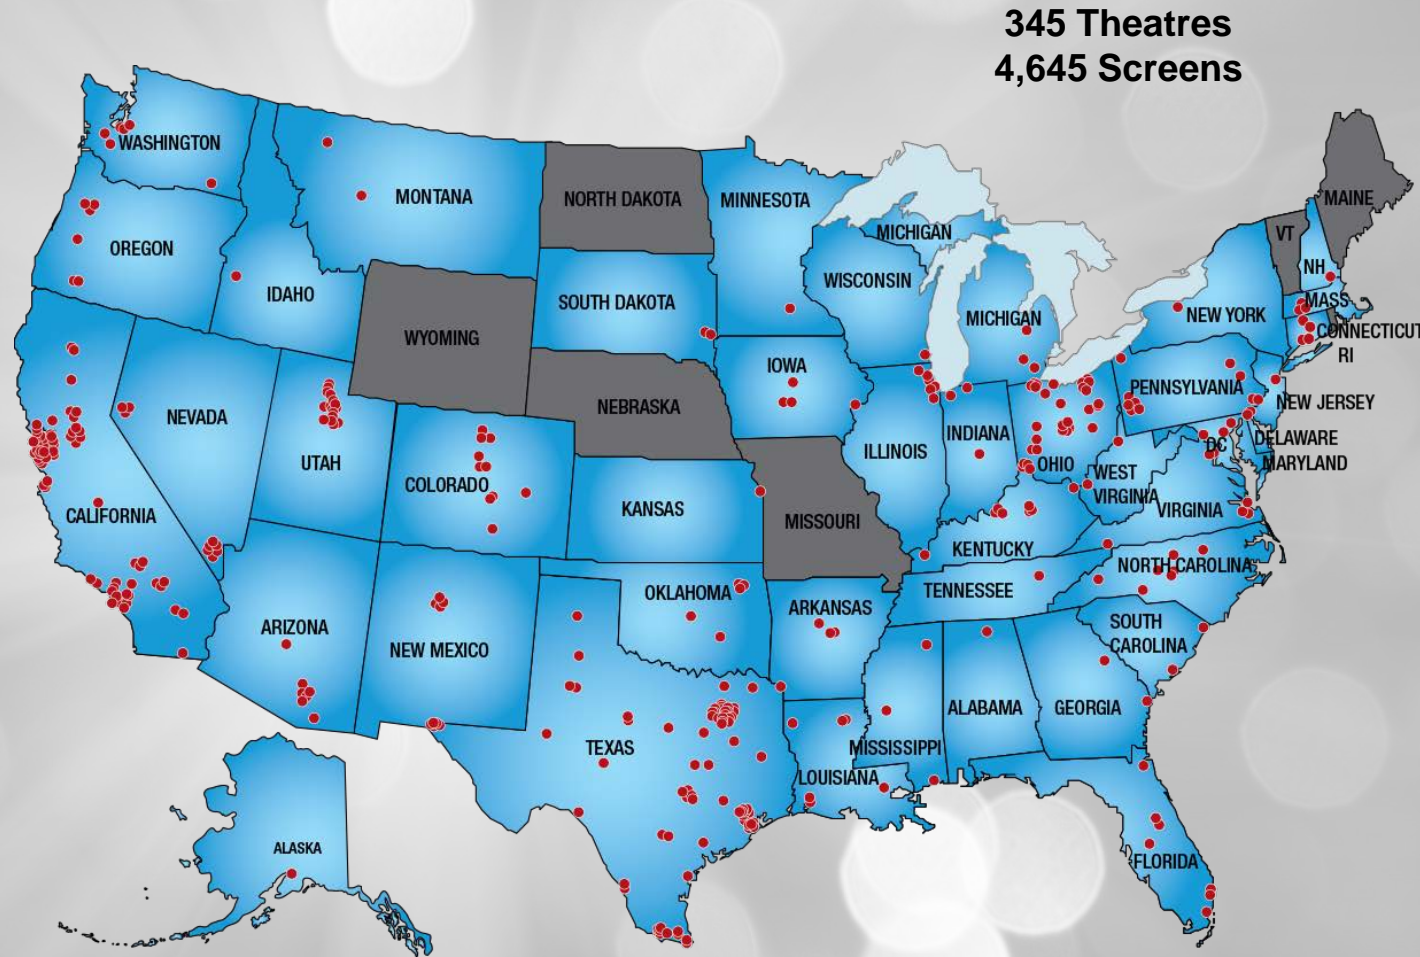 345 Theatres
4,645 Screens
WASHINGTON
MONTANA
NORTH DAKOTA
MINNESOTA
MAINE
OREGON
MICHIGAN
VT
NH
IDAHO
SOUTH DAKOTA
WISCONSIN
MICHIGAN
NEW YORK
MASS
CONNECTICUT
RI
WYOMING
IOWA
PENNSYLVANIA
NEW JERSEY
NEVADA
NEBRASKA
UTAH
COLORADO
ILLINOIS
INDIANA
OHIO
DC
DELAWARE
MARYLAND
WEST
VIRGINIA
VIRGINIA
CALIFORNIA
KANSAS
MISSOURI
KENTUCKY
NORTH CAROLINA
TENNESSEE
ARIZONA
NEW MEXICO
OKLAHOMA
ARKANSAS
SOUTH
CAROLINA
TEXAS
LOUISIANA
MISSISSIPPI
ALABAMA
GEORGIA
ALASKA
FLORIDA